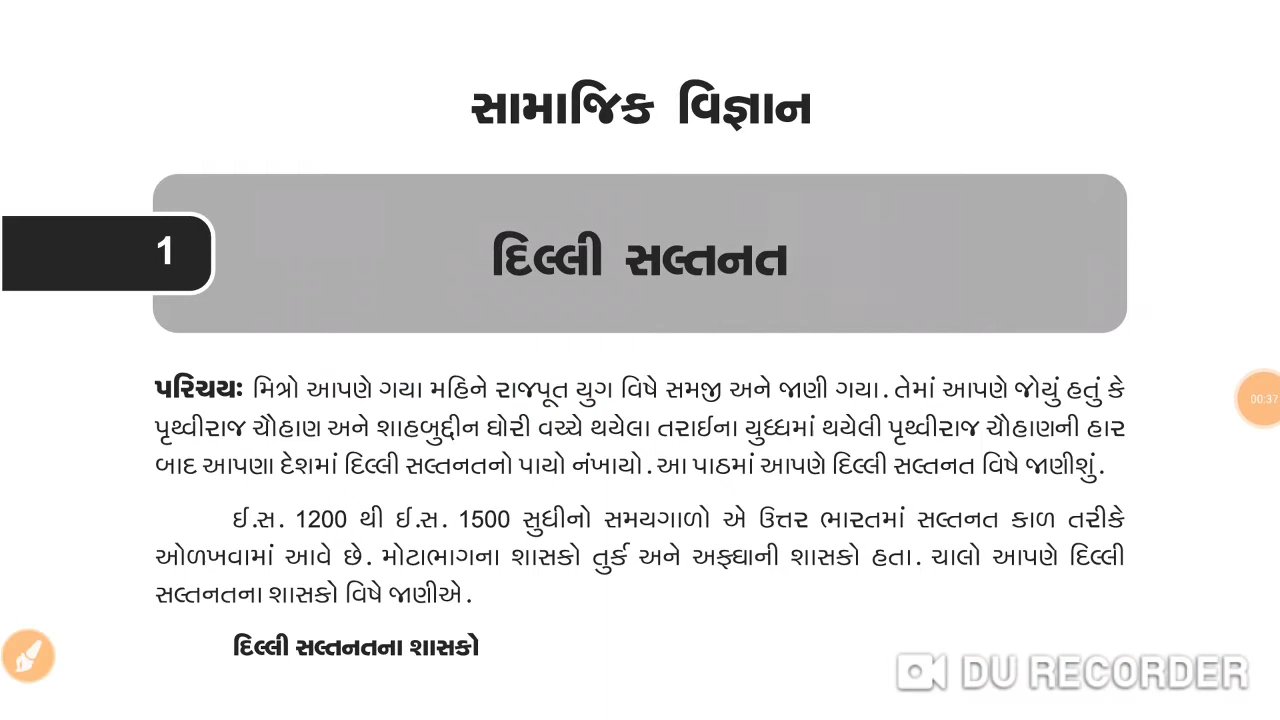 સામાજિક વિજ્ઞાન
1
દિલ્લી સલ્તનત
પરિચયઃ મિત્રો આપણે ગયા મહિને રાજપૂત યુગ વિષે સમજી અને જાણી ગયા. તેમાં આપણે જોયું હતું કે
પૃથ્વીરાજ ચૌહાણ અને શાહબુદ્દીન ઘોરી વચ્ચે થયેલા તરાઈના યુધ્ધમાં થયેલી પૃથ્વીરાજ ચૌહાણની હાર
બાદ આપણા દેશમાં દિલ્લી સલ્તનતનો પાયો નંખાયો. આ પાઠમાં આપણે દિલ્લી સલ્તનત વિષે જાણીશું.
00:37
ઈ.સ. 1200 થી ઈ.સ. 1500 સુધીનો સમયગાળો એ ઉત્તર ભારતમાં સલ્તનત કાળ તરીકે
ઓળખવામાં આવે છે. મોટાભાગના શાસકો તુર્ક અને અફઘાની શાસકો હતા. ચાલો આપણે દિલ્લી
સલ્તનતના શાસકો વિષે જાણીએ.
દિલ્લી સલ્તનતના શાસકો
DU RECORDER